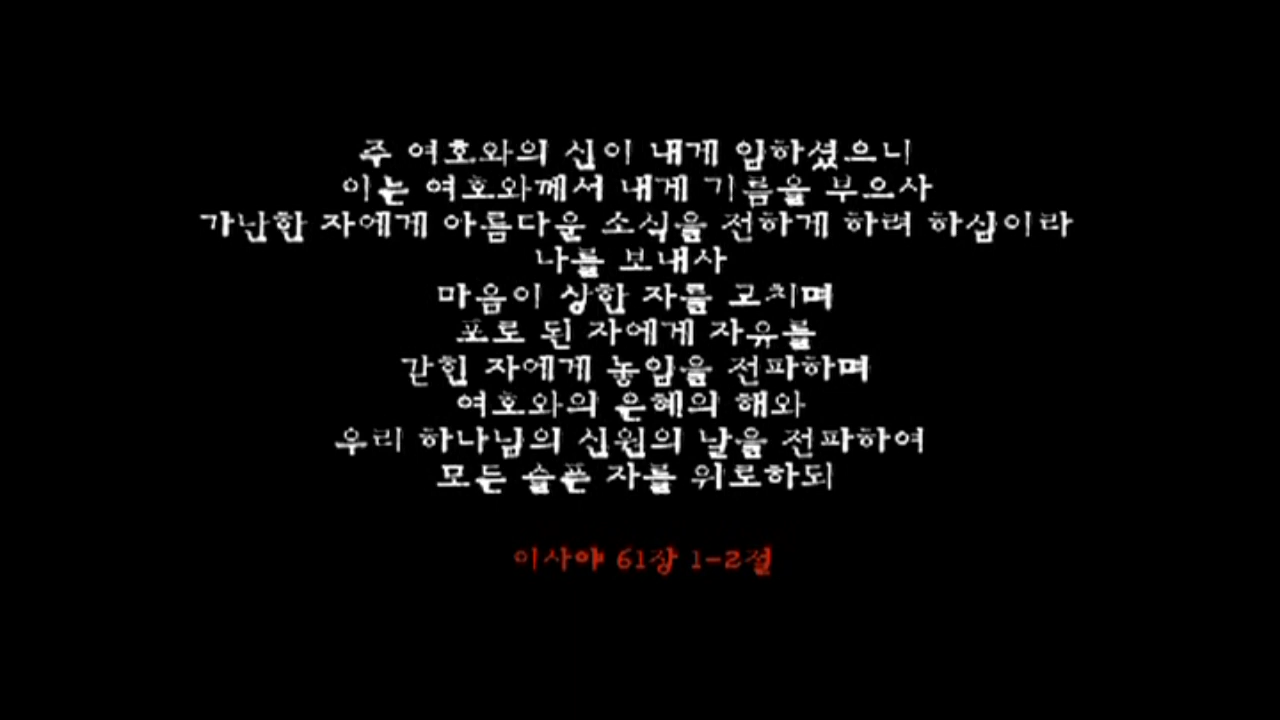 주 여호와의 신이 내게 임하셨으니
이는 여호와께서 내게 기름을 부으사
가난한 자에게 아름다운 소식을 전하게 하려 하심이라
나를 보내사
마음이 상한 자를 고치며
포로 된 자에게 자유를
갇힌 자에게 놓임을 전파하며
여호와의 은혜의 해와
우리 하나님의 신원의 날을 전파하여
모든 슬픈 자를 위로하되
이사야 61장 1-2절